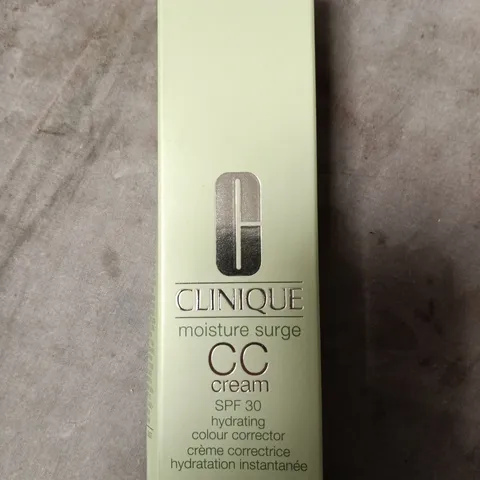 CLINIQUE
moisture surge
CC
cream
SPF 30
hydrating
colour corrector
crème correctrice
hydratation instantanée